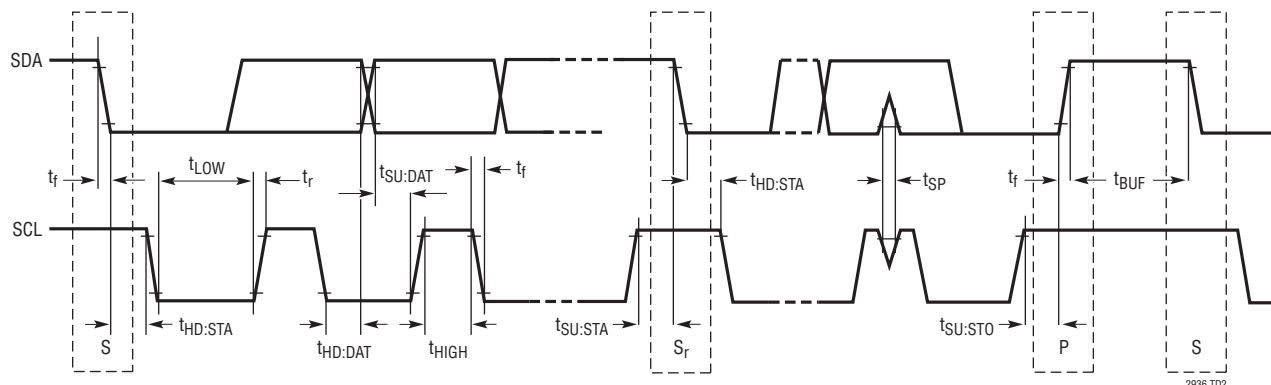 SDA
t_f
t_LOW
t_r
t_SU:DAT
t_f
t_HD:STA
t_SP
t_f
t_BUF
SCL
t_HD:STA
t_HD:DAT
t_HIGH
t_SU:STA
t_SU:STO
S
S_r
P
S
2936 TD2